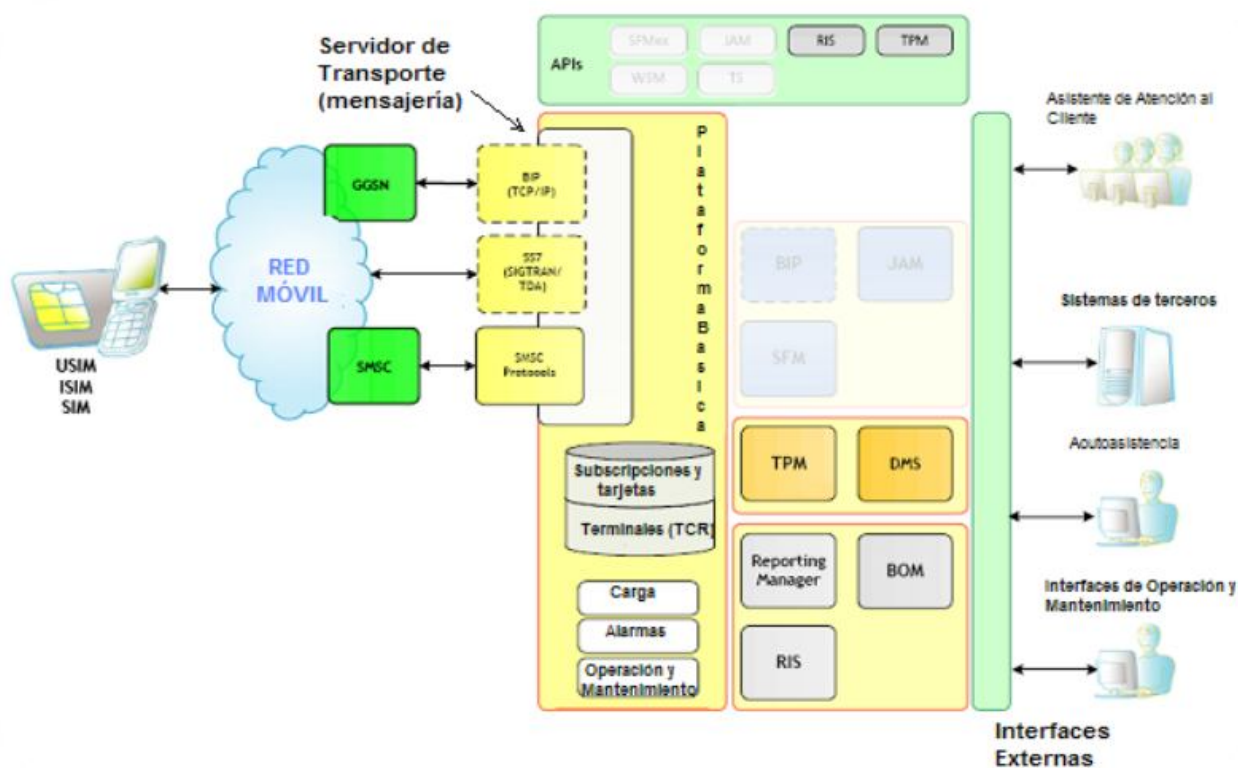 Servidor de
Transporte
(mensajería)
APIs
SFMex
JAM
RIS
TPM
WSM
TS
GGSN
BIP
(TCP/IP)
SS7
(SIGTRAN/
TDA)
SMSC
SMSC
Protocols
RED
MÓVIL
USIM
ISIM
SIM
Plataforma Basica
BIP
JAM
SFM
TPM
DMS
Subscripciones y
tarjetas
Terminales (TCR)
Reporting
Manager
BOM
RIS
Carga
Alarmas
Operación y
Mantenimiento
Asistente de Atención al
Cliente
Sistemas de terceros
Aoutoasistencia
Interfaces de Operación y
Mantenimiento
Interfaces
Externas